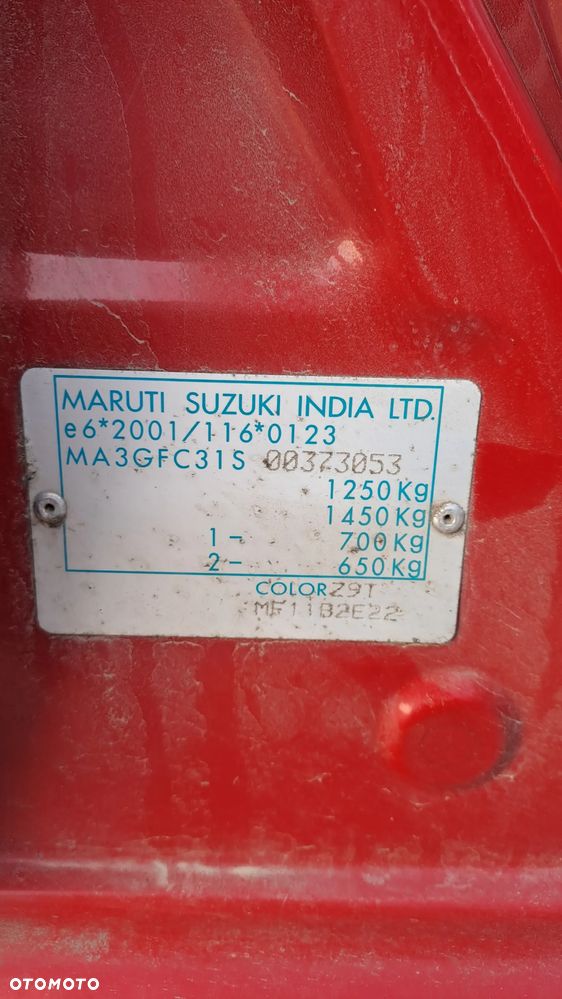 MARUTI SUZUKI INDIA LTD.
e6*2001/116*0123
MA3GFC31S 00373053
1250Kg
1450Kg
1- 700Kg
2- 650Kg
COLOR Z9T
MF11B2E22
OTOMOTO